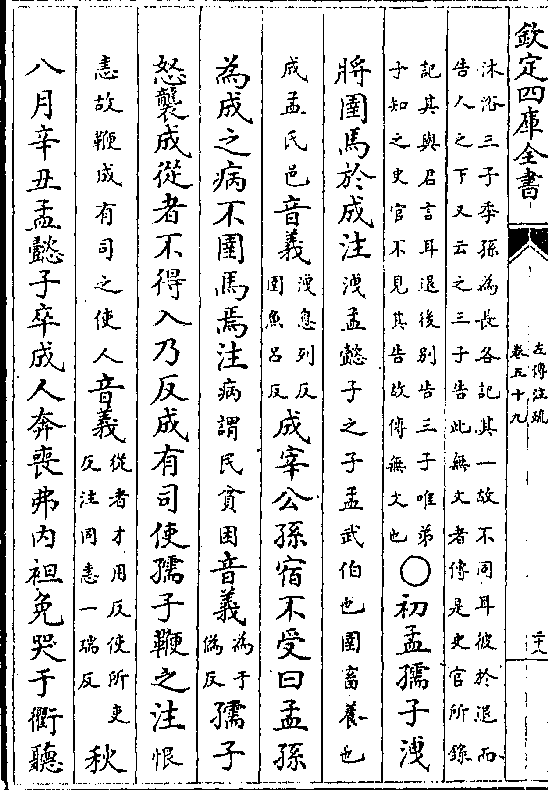 欽定四庫全書
左傳注疏
卷五十九
二十八
沐浴三子季孫為長各記其一故不同耳彼於退而
告人之下又云之三子告此無文者傳是史官所錄
記其與君言耳退後别告三子唯弟
子知之史官不見其告故傳無文也○初孟孺子洩
將圉馬於成注洩孟懿子之子孟武伯也圉畜養也
成孟氏邑音義洩息列反圉魚呂反成宰公孫宿不受曰孟孫
為成之病不圉馬焉注病謂民貧困音義為于偽反孺子
怒襲成從者不得入乃反成有司使孺子鞭之注恨
恚故鞭成有司之使人音義從者才用反使所吏反注同恚一瑞反秋
八月辛丑孟懿子卒成人奔喪弗内袒免哭于衢聽